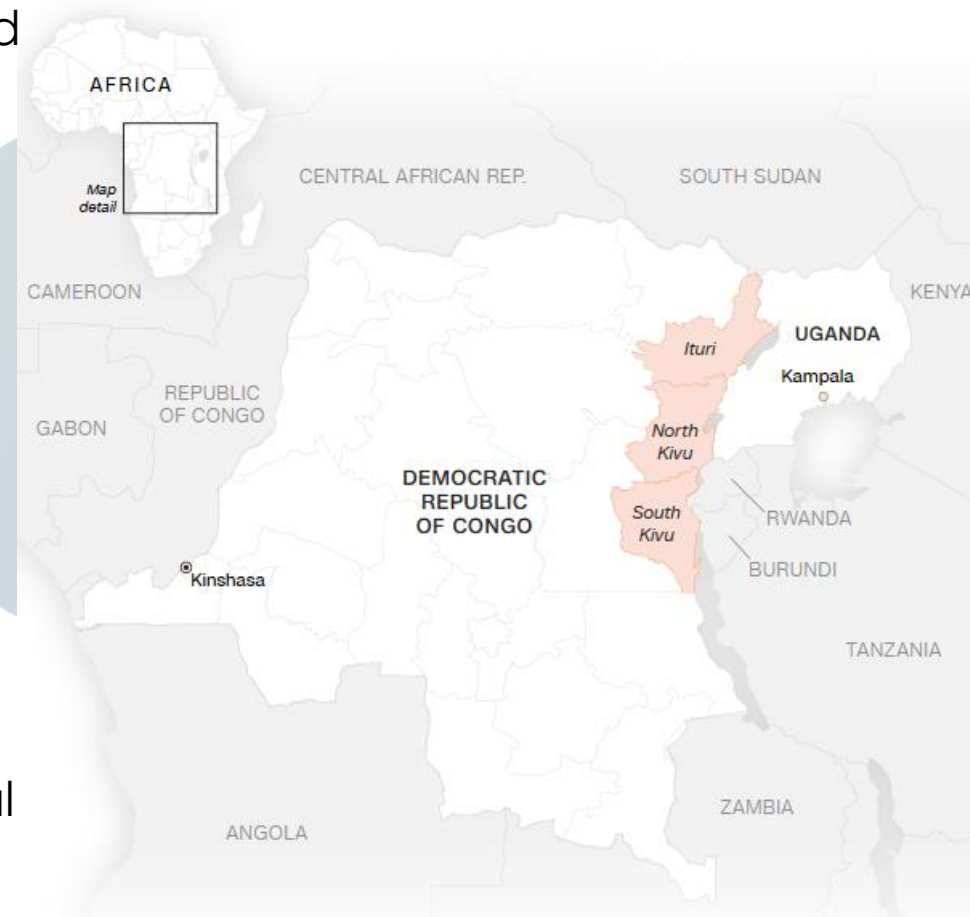 d
AFRICA
Map
detail
CENTRAL AFRICAN REP.
SOUTH SUDAN
CAMEROON
KENYA
UGANDA
Ituri
Kampala
REPUBLIC
OF CONGO
GABON
North
Kivu
DEMOCRATIC
REPUBLIC
OF CONGO
South
Kivu
RWANDA
BURUNDI
Kinshasa
TANZANIA
al
ZAMBIA
ANGOLA